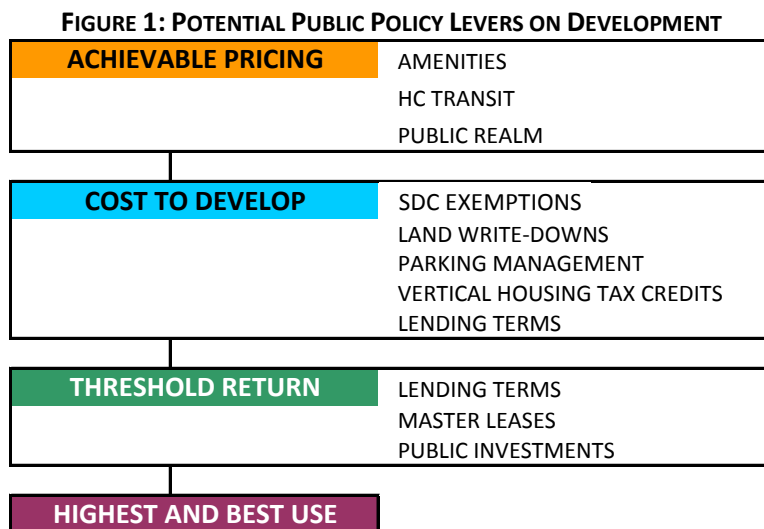 FIGURE 1: POTENTIAL PUBLIC POLICY LEVERS ON DEVELOPMENT
ACHIEVABLE PRICING AMENITIES
HC TRANSIT
PUBLIC REALM
COST TO DEVELOP SDC EXEMPTIONS
LAND WRITE-DOWNS
PARKING MANAGEMENT
VERTICAL HOUSING TAX CREDITS
LENDING TERMS
THRESHOLD RETURN LENDING TERMS
MASTER LEASES
PUBLIC INVESTMENTS
HIGHEST AND BEST USE